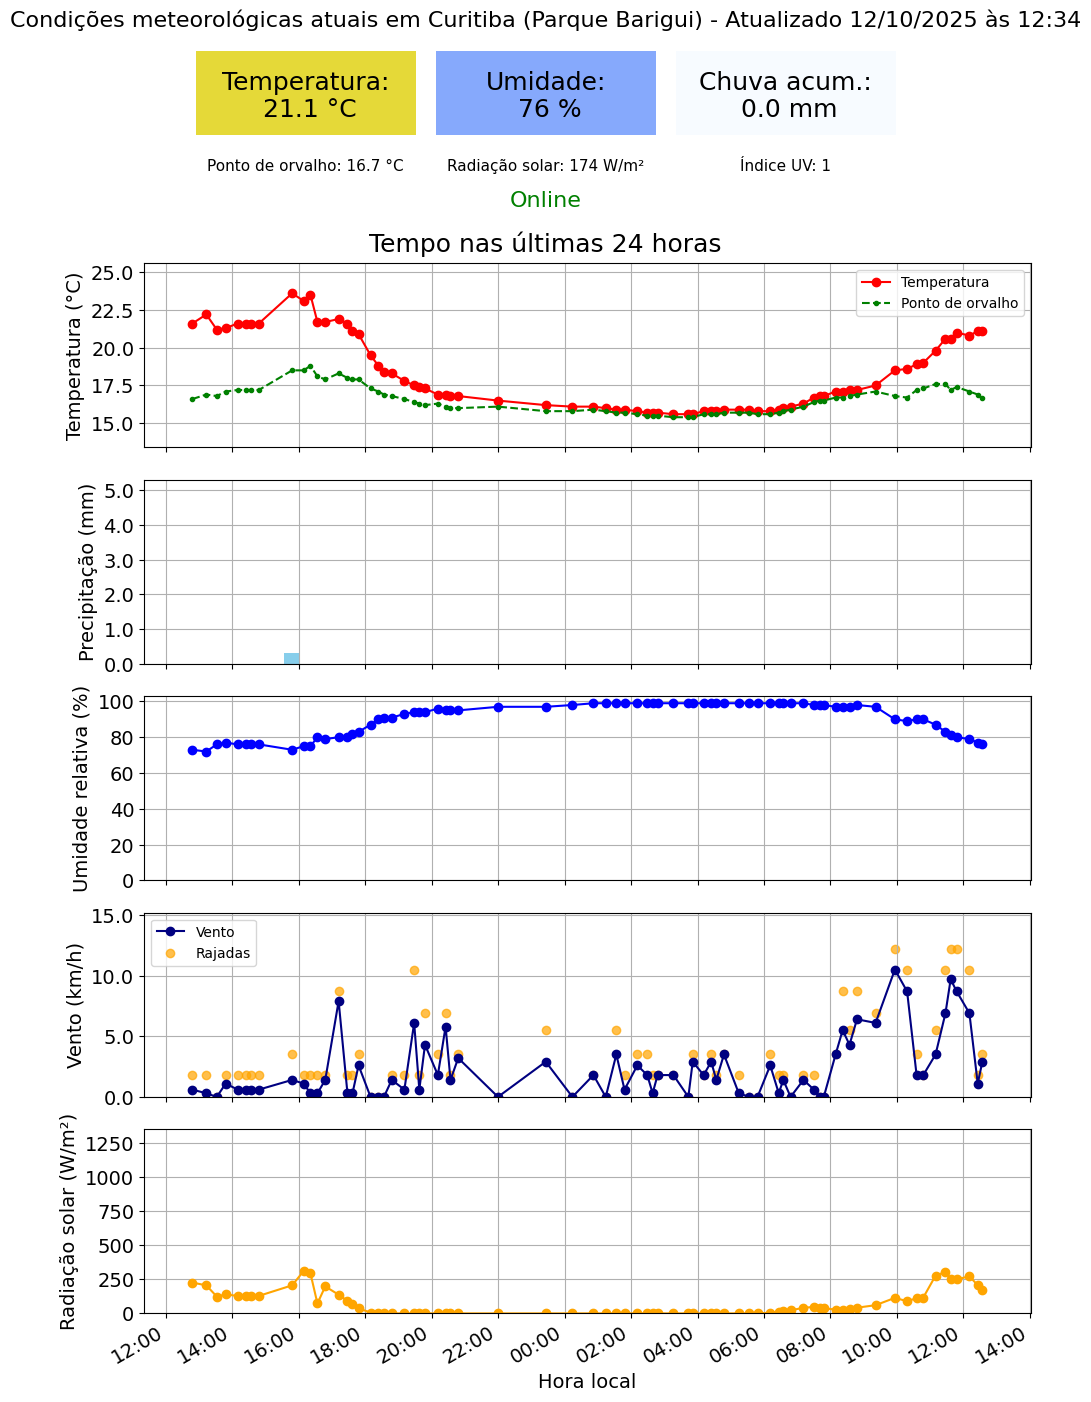 Condições meteorológicas atuais em Curitiba (Parque Barigui) - Atualizado 12/10/2025 às 12:34
Temperatura:
21.1 °C
Umidade:
76 %
Chuva acum.:
0.0 mm
Ponto de orvalho: 16.7 °C
Radiação solar: 174 W/m²
Índice UV: 1
Online
Tempo nas últimas 24 horas
Temperatura (°C)
25.0
22.5
20.0
17.5
15.0
Temperatura
Ponto de orvalho
Precipitação (mm)
5.0
4.0
3.0
2.0
1.0
0.0
Umidade relativa (%)
100
80
60
40
20
0
Vento (km/h)
15.0
10.0
5.0
0.0
Vento
Rajadas
Radiação solar (W/m²)
1250
1000
750
500
250
0
12:00
14:00
16:00
18:00
20:00
22:00
00:00
02:00
04:00
06:00
08:00
10:00
12:00
14:00
Hora local